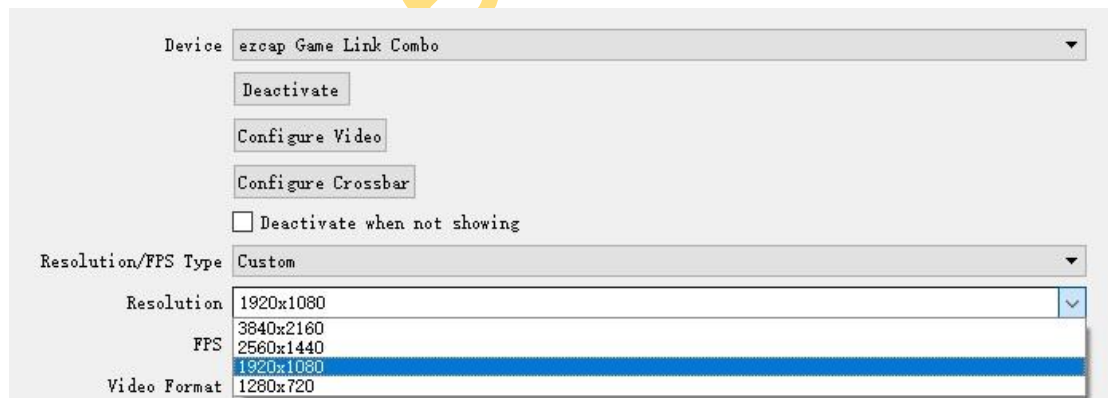 Device ezcap Game Link Combo
Deactivate
Configure Video
Configure Crossbar
Deactivate when not showing
Resolution/FPS Type Custom
Resolution 1920x1080
3840x2160
FPS 2560x1440
1920x1080
Video Format 1280x720